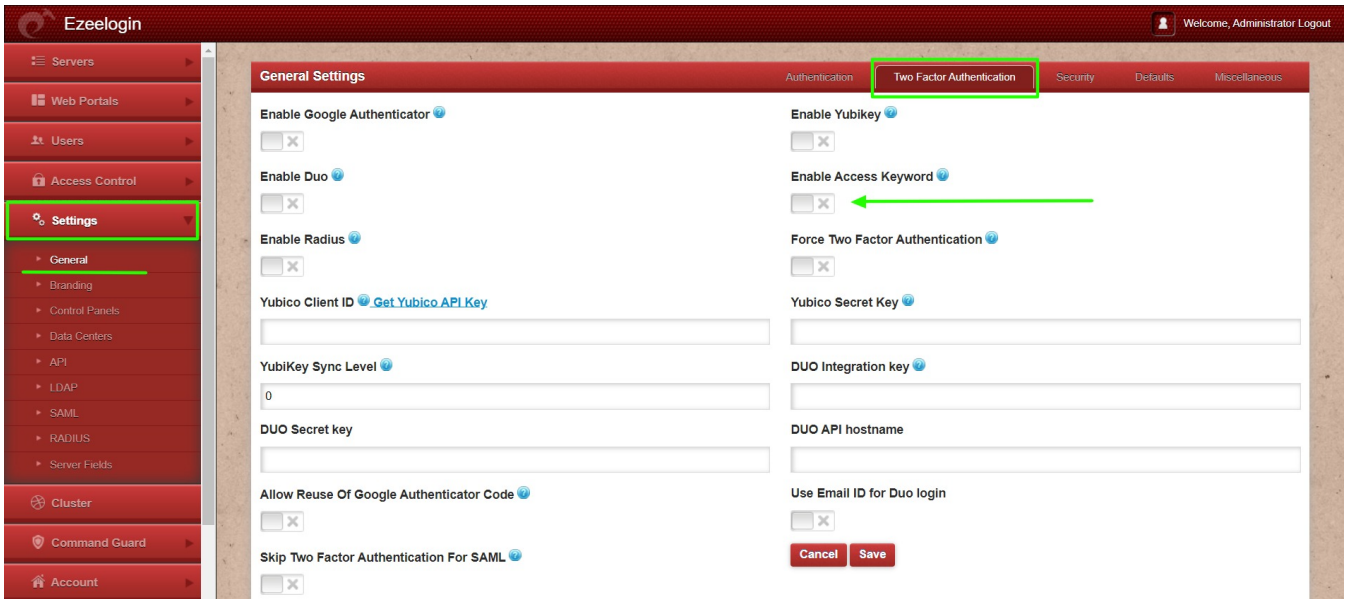 Ezeelogin
Welcome, Administrator Logout
Servers
Web Portals
Users
Access Control
Settings
General
Branding
Control Panels
Data Centers
API
LDAP
SAML
RADIUS
Server Fields
Cluster
Command Guard
Account
General Settings
Authentication
Two Factor Authentication
Security
Defaults
Miscellaneous
Enable Google Authenticator ?
Enable Yubikey ?
Enable Duo ?
Enable Access Keyword ?
Enable Radius ?
Force Two Factor Authentication ?
Yubico Client ID ? Get Yubico API Key
Yubico Secret Key ?
YubiKey Sync Level ?
0
DUO Integration key ?
DUO Secret key
DUO API hostname
Allow Reuse Of Google Authenticator Code ?
Use Email ID for Duo login
Skip Two Factor Authentication For SAML ?
Cancel
Save